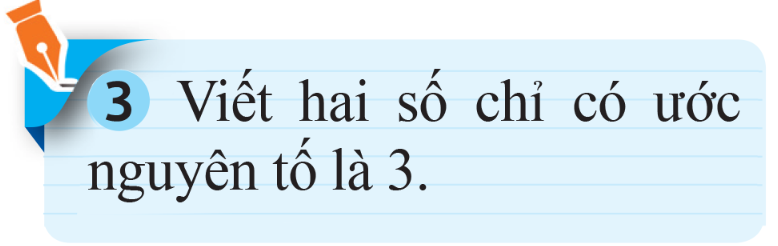 3 Viết hai số chỉ có ước
nguyên tố là 3.